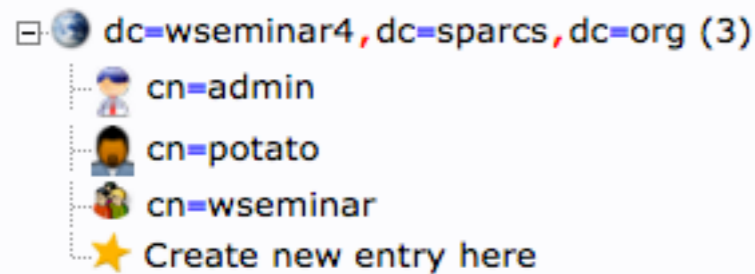 dc=wseminar4,dc=sparcs,dc=org (3)
cn=admin
cn=potato
cn=wseminar
Create new entry here